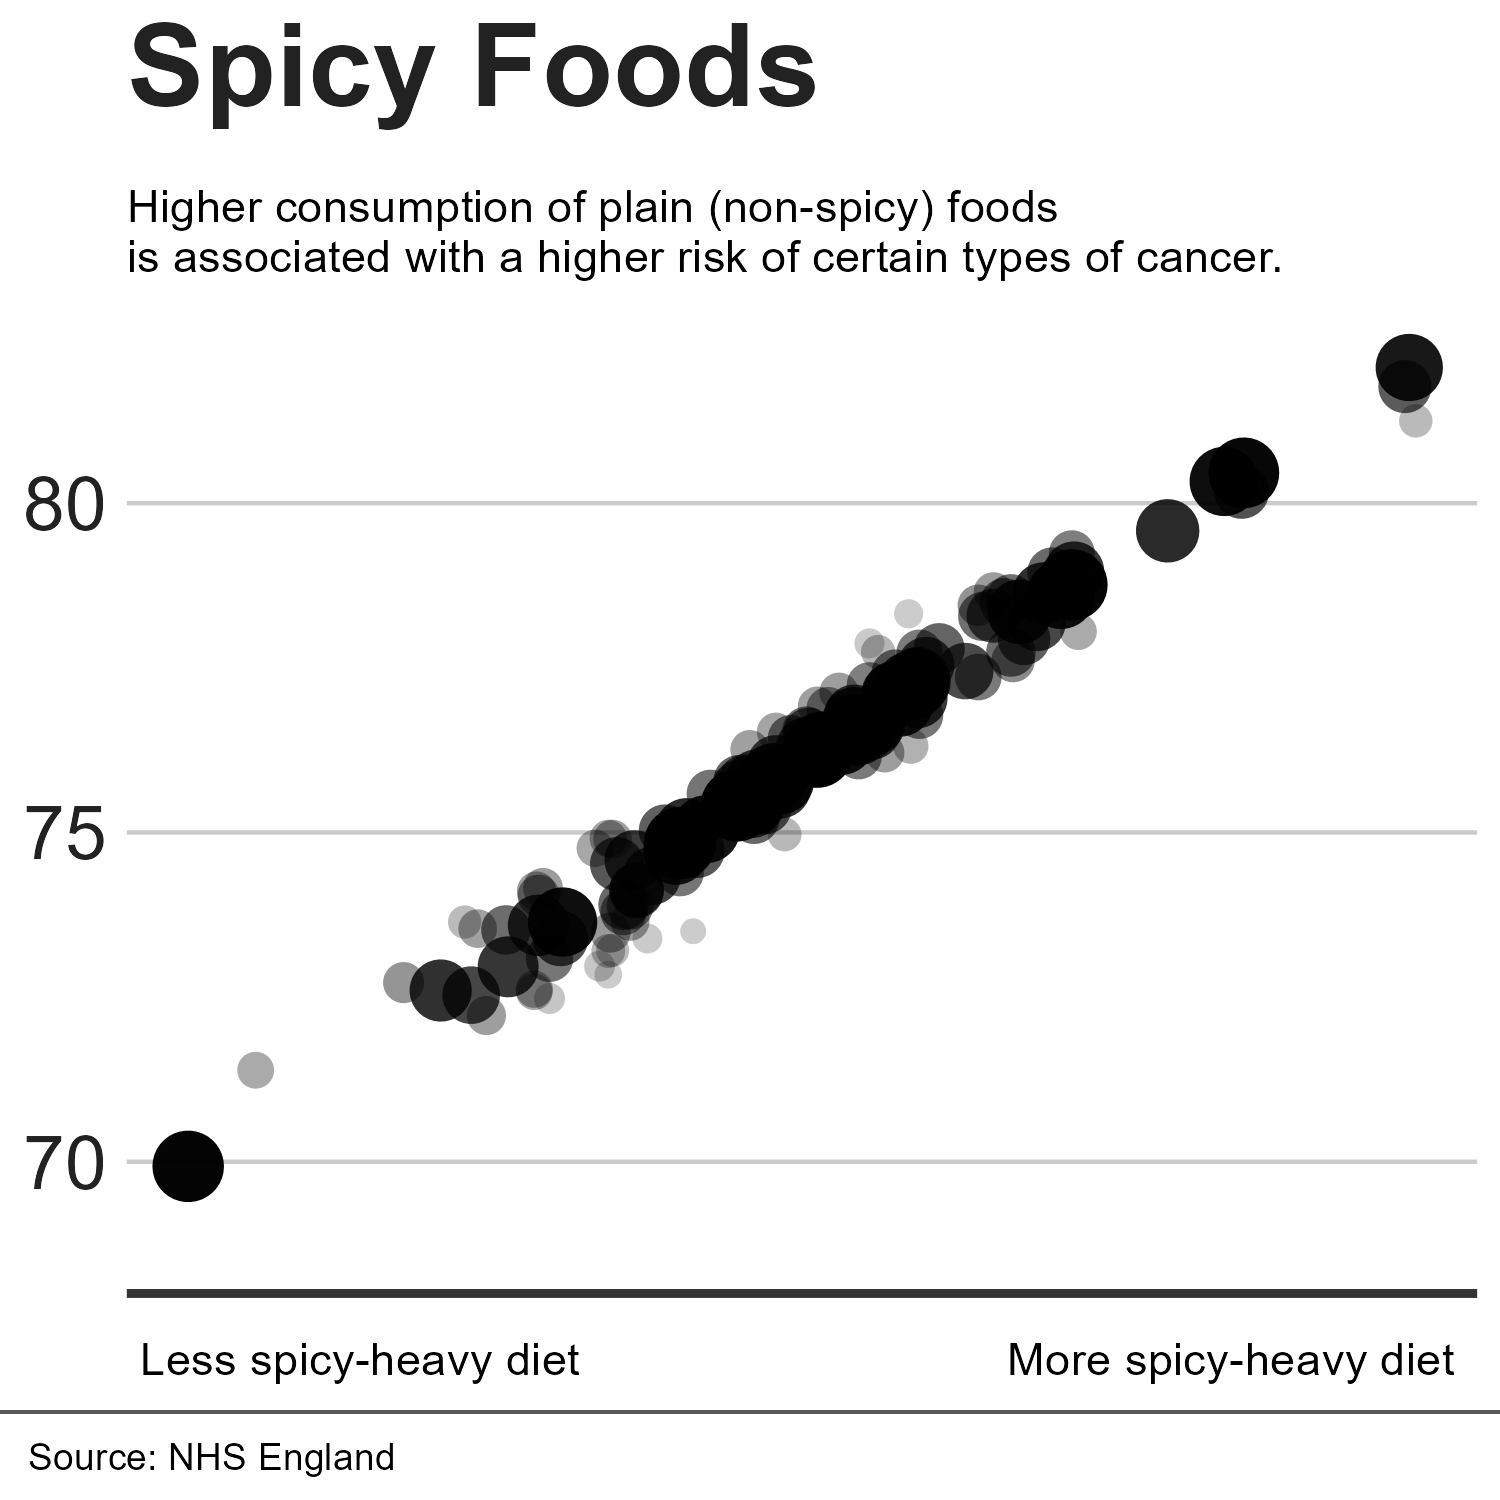 Spicy Foods
Higher consumption of plain (non-spicy) foods
is associated with a higher risk of certain types of cancer.
80
75
70
Less spicy-heavy diet
More spicy-heavy diet
Source: NHS England